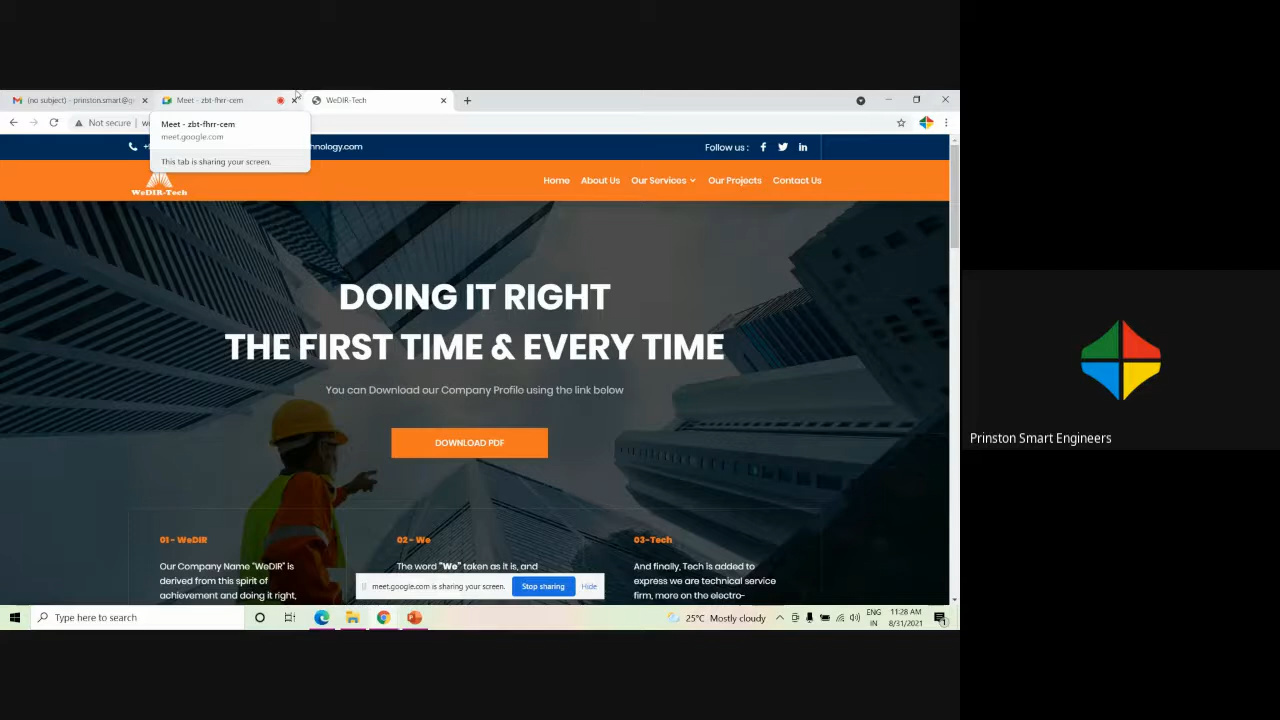 (no subject) - prinston.smart@g
Meet - zbt-fhrr-cem
WeDIR-Tech
Not secure
Meet - zbt-fhrr-cem
meet.google.com
This tab is sharing your screen.
hnology.com
Follow us :
WeDIR-Tech
Home
About Us
Our Services
Our Projects
Contact Us
DOING IT RIGHT
THE FIRST TIME & EVERY TIME
You can Download our Company Profile using the link below
DOWNLOAD PDF
01 - WeDIR
Our Company Name "WeDIR" is
derived from this spirit of
achievement and doing it right,
02 - We
The word "We" taken as it is, and
03-Tech
And finally, Tech is added to
express we are technical service
firm, more on the electro-
meet.google.com is sharing your screen.
Stop sharing
Hide
Type here to search
25°C Mostly cloudy
ENG
IN
11:28 AM
8/31/2021
Prinston Smart Engineers